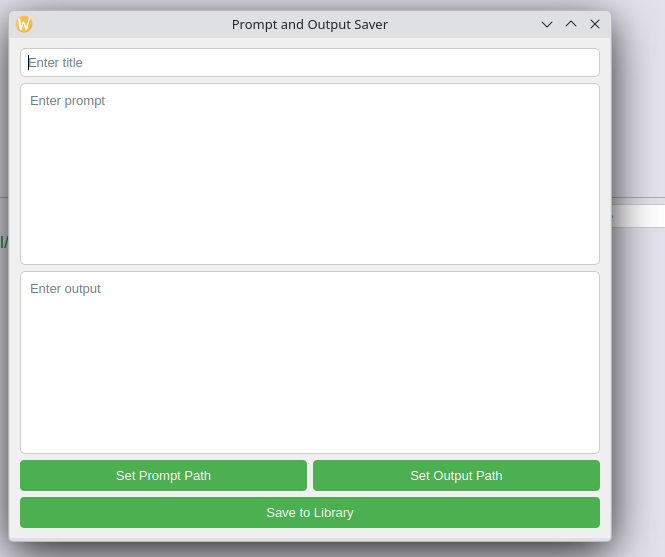 Prompt and Output Saver
Enter title
Enter prompt
Enter output
Set Prompt Path
Set Output Path
Save to Library